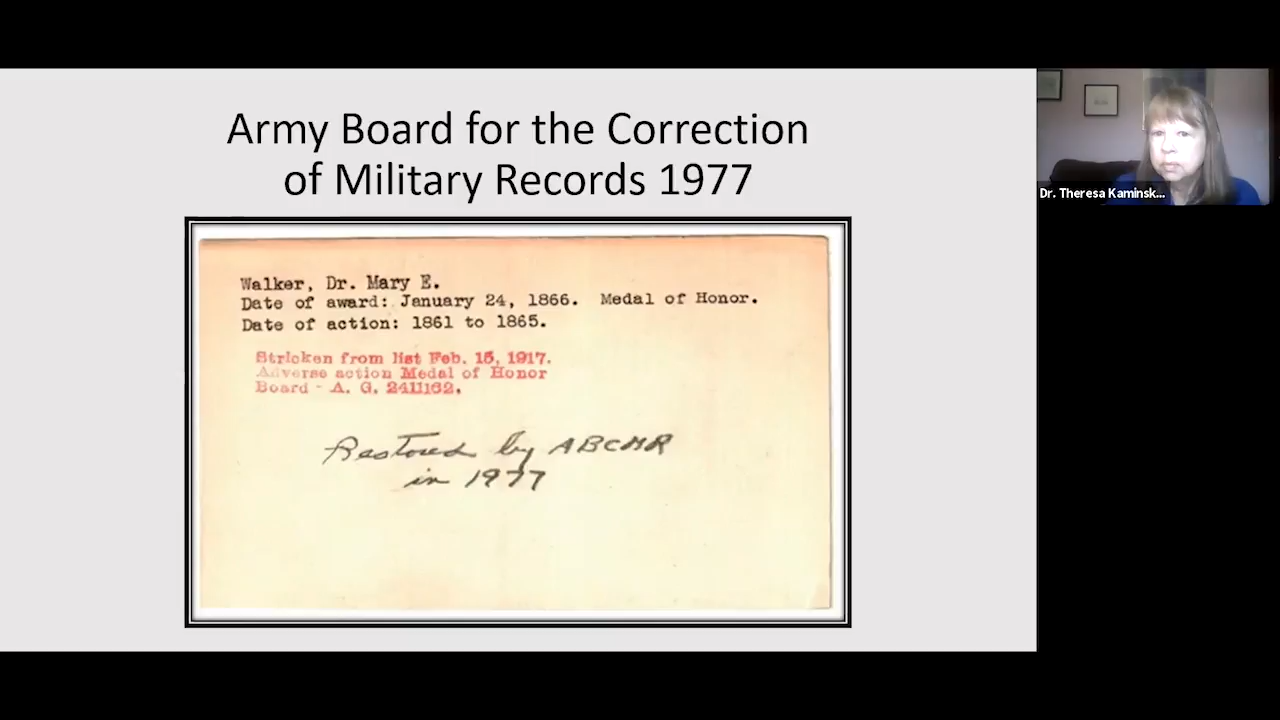 Army Board for the Correction
of Military Records 1977
Walker, Dr. Mary E.
Date of award: January 24, 1866. Medal of Honor.
Date of action: 1861 to 1865.
Stricken from list Feb. 15, 1917.
Adverse action Medal of Honor
Board - A. G. 2411162.
Restored by ABCMR
in 1977
Dr. Theresa Kaminsk...